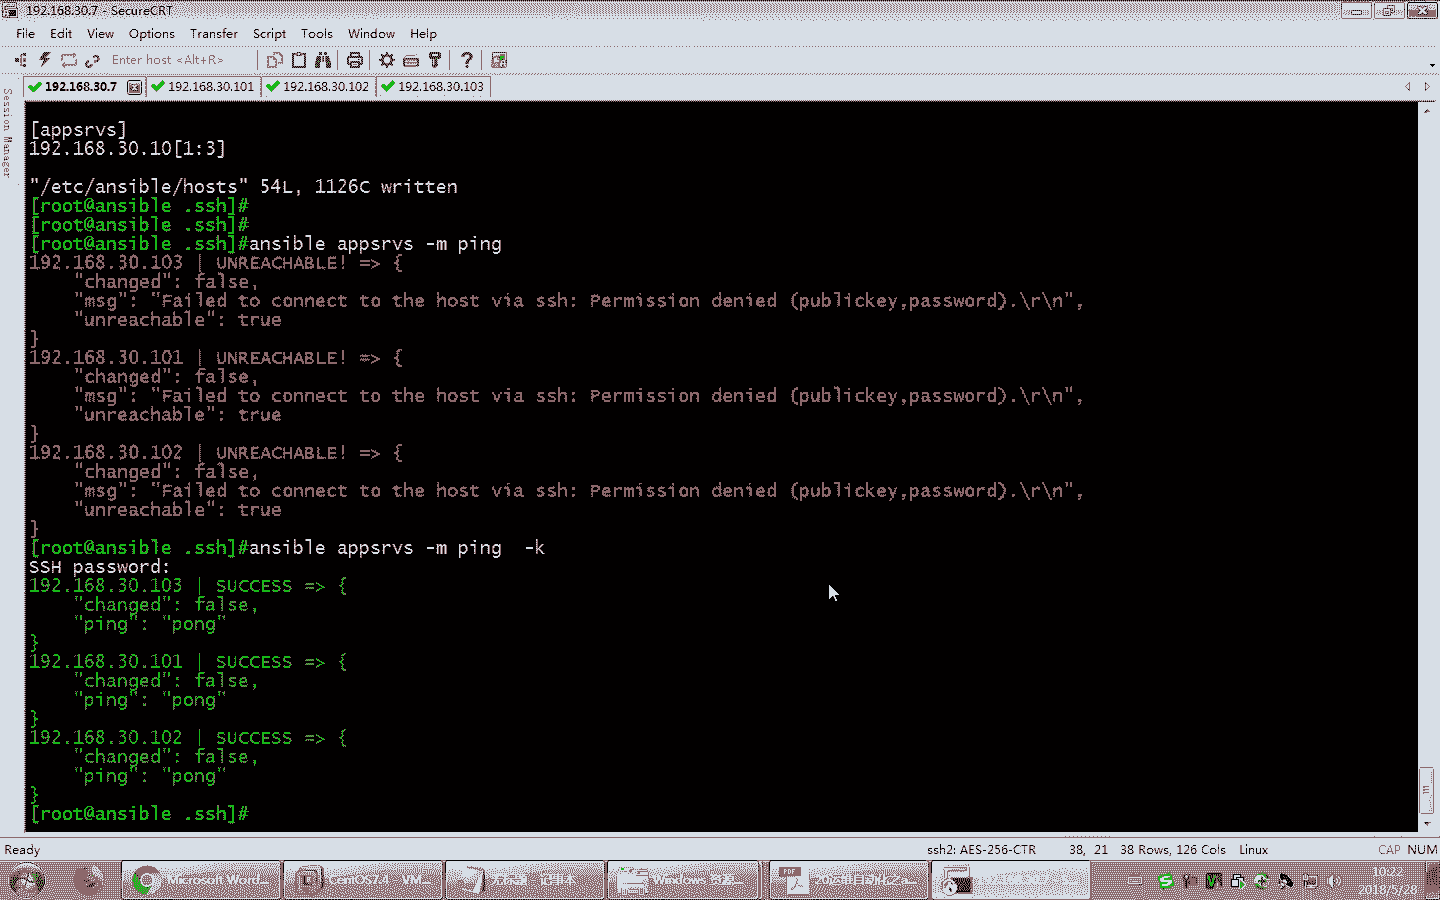 192.168.30.7 - SecureCRT
File Edit View Options Transfer Script Tools Window Help
Enter host <Alt+R>
192.168.30.7 192.168.30.101 192.168.30.102 192.168.30.103
Session Manager
[appsrvs]
192.168.30.10[1:3]
"/etc/ansible/hosts" 54L, 1126C written
[root@ansible .ssh]#
[root@ansible .ssh]#
[root@ansible .ssh]#ansible appsrvs -m ping
192.168.30.103 | UNREACHABLE! => {
    "changed": false,
    "msg": "Failed to connect to the host via ssh: Permission denied (publickey,password).\r\n",
    "unreachable": true
}
192.168.30.101 | UNREACHABLE! => {
    "changed": false,
    "msg": "Failed to connect to the host via ssh: Permission denied (publickey,password).\r\n",
    "unreachable": true
}
192.168.30.102 | UNREACHABLE! => {
    "changed": false,
    "msg": "Failed to connect to the host via ssh: Permission denied (publickey,password).\r\n",
    "unreachable": true
}
[root@ansible .ssh]#ansible appsrvs -m ping  -k
SSH password:
192.168.30.103 | SUCCESS => {
    "changed": false,
    "ping": "pong"
}
192.168.30.101 | SUCCESS => {
    "changed": false,
    "ping": "pong"
}
192.168.30.102 | SUCCESS => {
    "changed": false,
    "ping": "pong"
}
[root@ansible .ssh]#
Ready ssh2: AES-256-CTR 38, 21 38 Rows, 126 Cols Linux CAP NUM
Microsoft Word... centOS7.4 - VM... Windows
10:22
2018/5/28